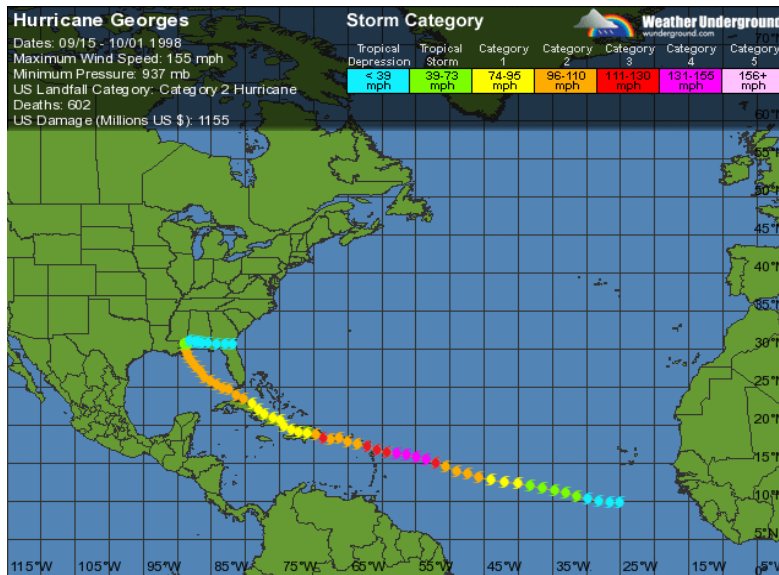 Hurricane Georges
Dates: 09/15 - 10/01 1998
Maximum Wind Speed: 155 mph
Minimum Pressure: 937 mb
US Landfall Category: Category 2 Hurricane
Deaths: 602
US Damage (Millions US $): 1155
Storm Category
Weather Underground
wunderground.com
Tropical Depression
Tropical Storm
Category 1
Category 2
Category 3
Category 4
Category 5
< 39 mph
39-73 mph
74-95 mph
96-110 mph
111-130 mph
131-155 mph
156+ mph
70°N
60°N
55°N
50°N
45°N
40°N
35°N
30°N
25°N
20°N
15°N
10°N
5°N
0°
115°W
105°W
95°W
85°W
75°W
65°W
55°W
45°W
35°W
25°W
15°W
5°W